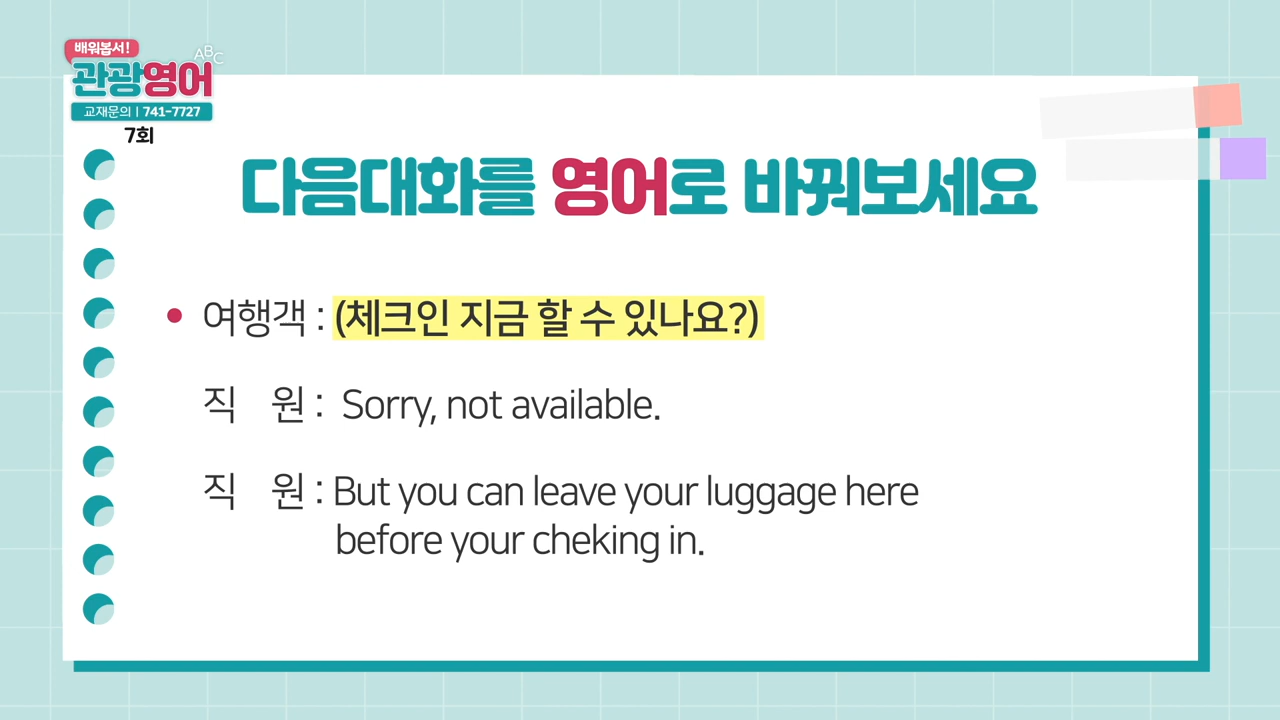 배워봅서!
ABC
관광영어
교재문의 | 741-7727
7회
다음대화를 영어로 바꿔보세요
• 여행객 : (체크인 지금 할 수 있나요?)
직 원 : Sorry, not available.
직 원 : But you can leave your luggage here
before your cheking in.